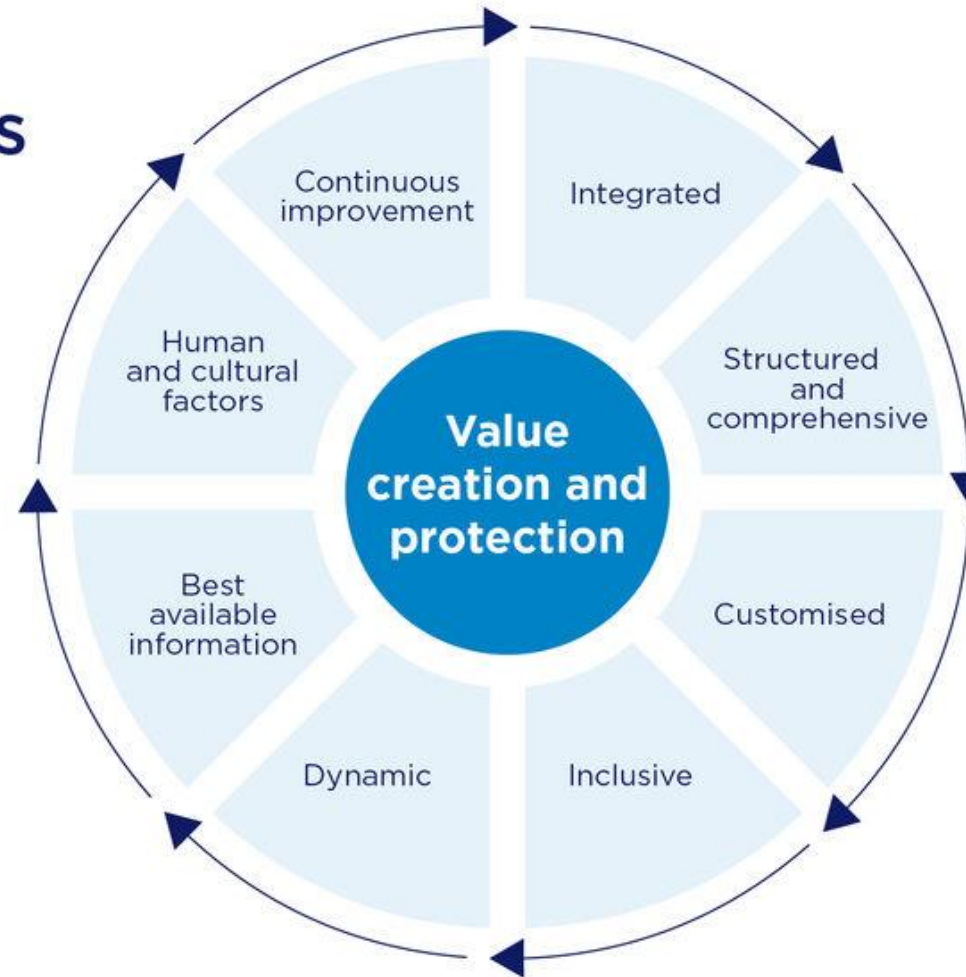 s
Continuous
improvement
Integrated
Structured
and
comprehensive
Customised
Inclusive
Dynamic
Best
available
information
Human
and cultural
factors
Value
creation and
protection